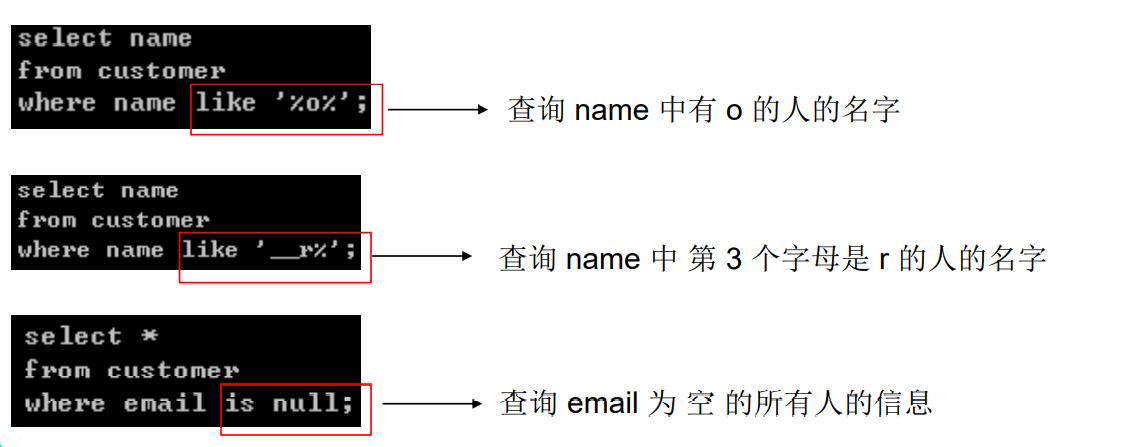 select name
from customer
where name like '%o%';
查询 name 中有 o 的人的名字
select name
from customer
where name like '__r%';
查询 name 中 第 3 个字母是 r 的人的名字
select *
from customer
where email is null;
查询 email 为 空 的所有人的信息